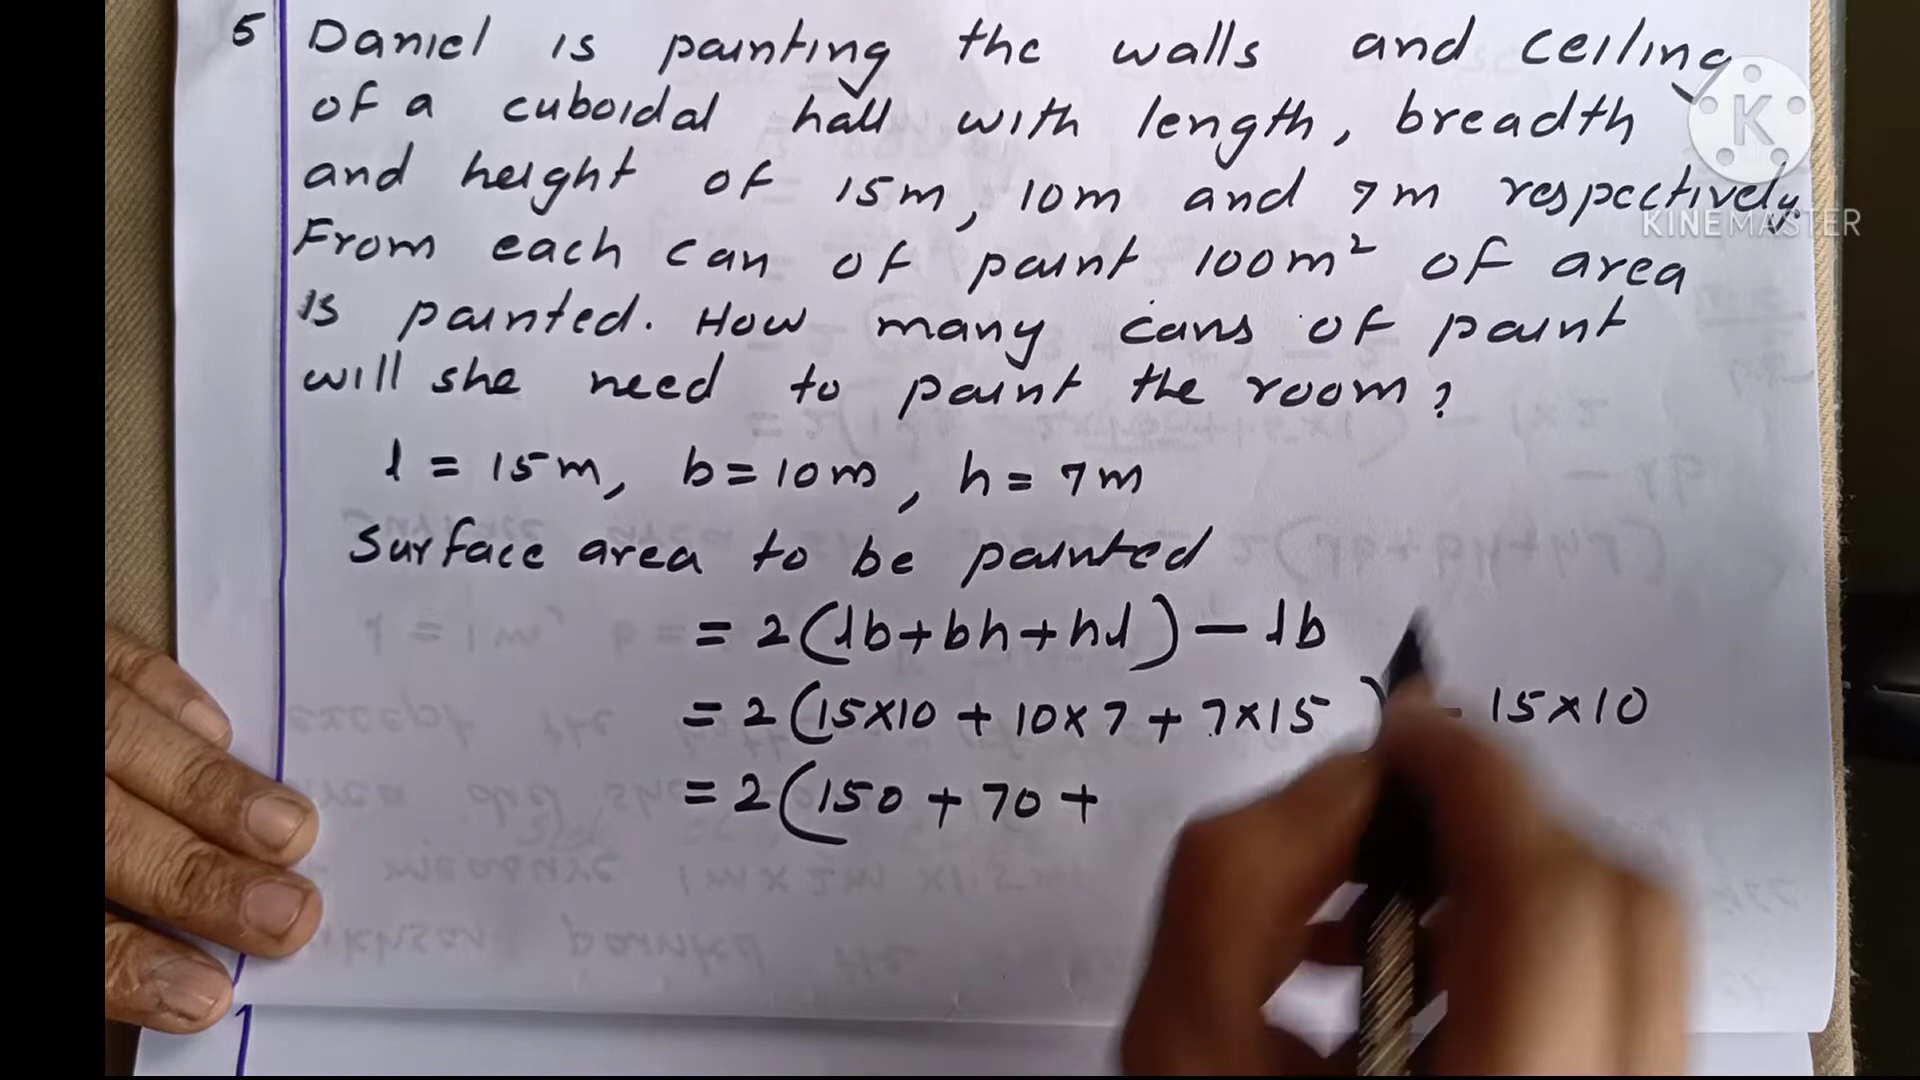 5 Daniel is painting the walls and ceiling
of a cuboidal hall with length, breadth
and height of 15m, 10m and 7m respectively
From each can of paint 100m² of area
is painted. How many cans of paint
will she need to paint the room?
l = 15m, b = 10m, h = 7m
Surface area to be painted
= 2(lb+bh+hl) - lb
= 2(15×10 + 10×7 + 7×15) - 15×10
= 2(150 + 70 +
K
KINEMASTER